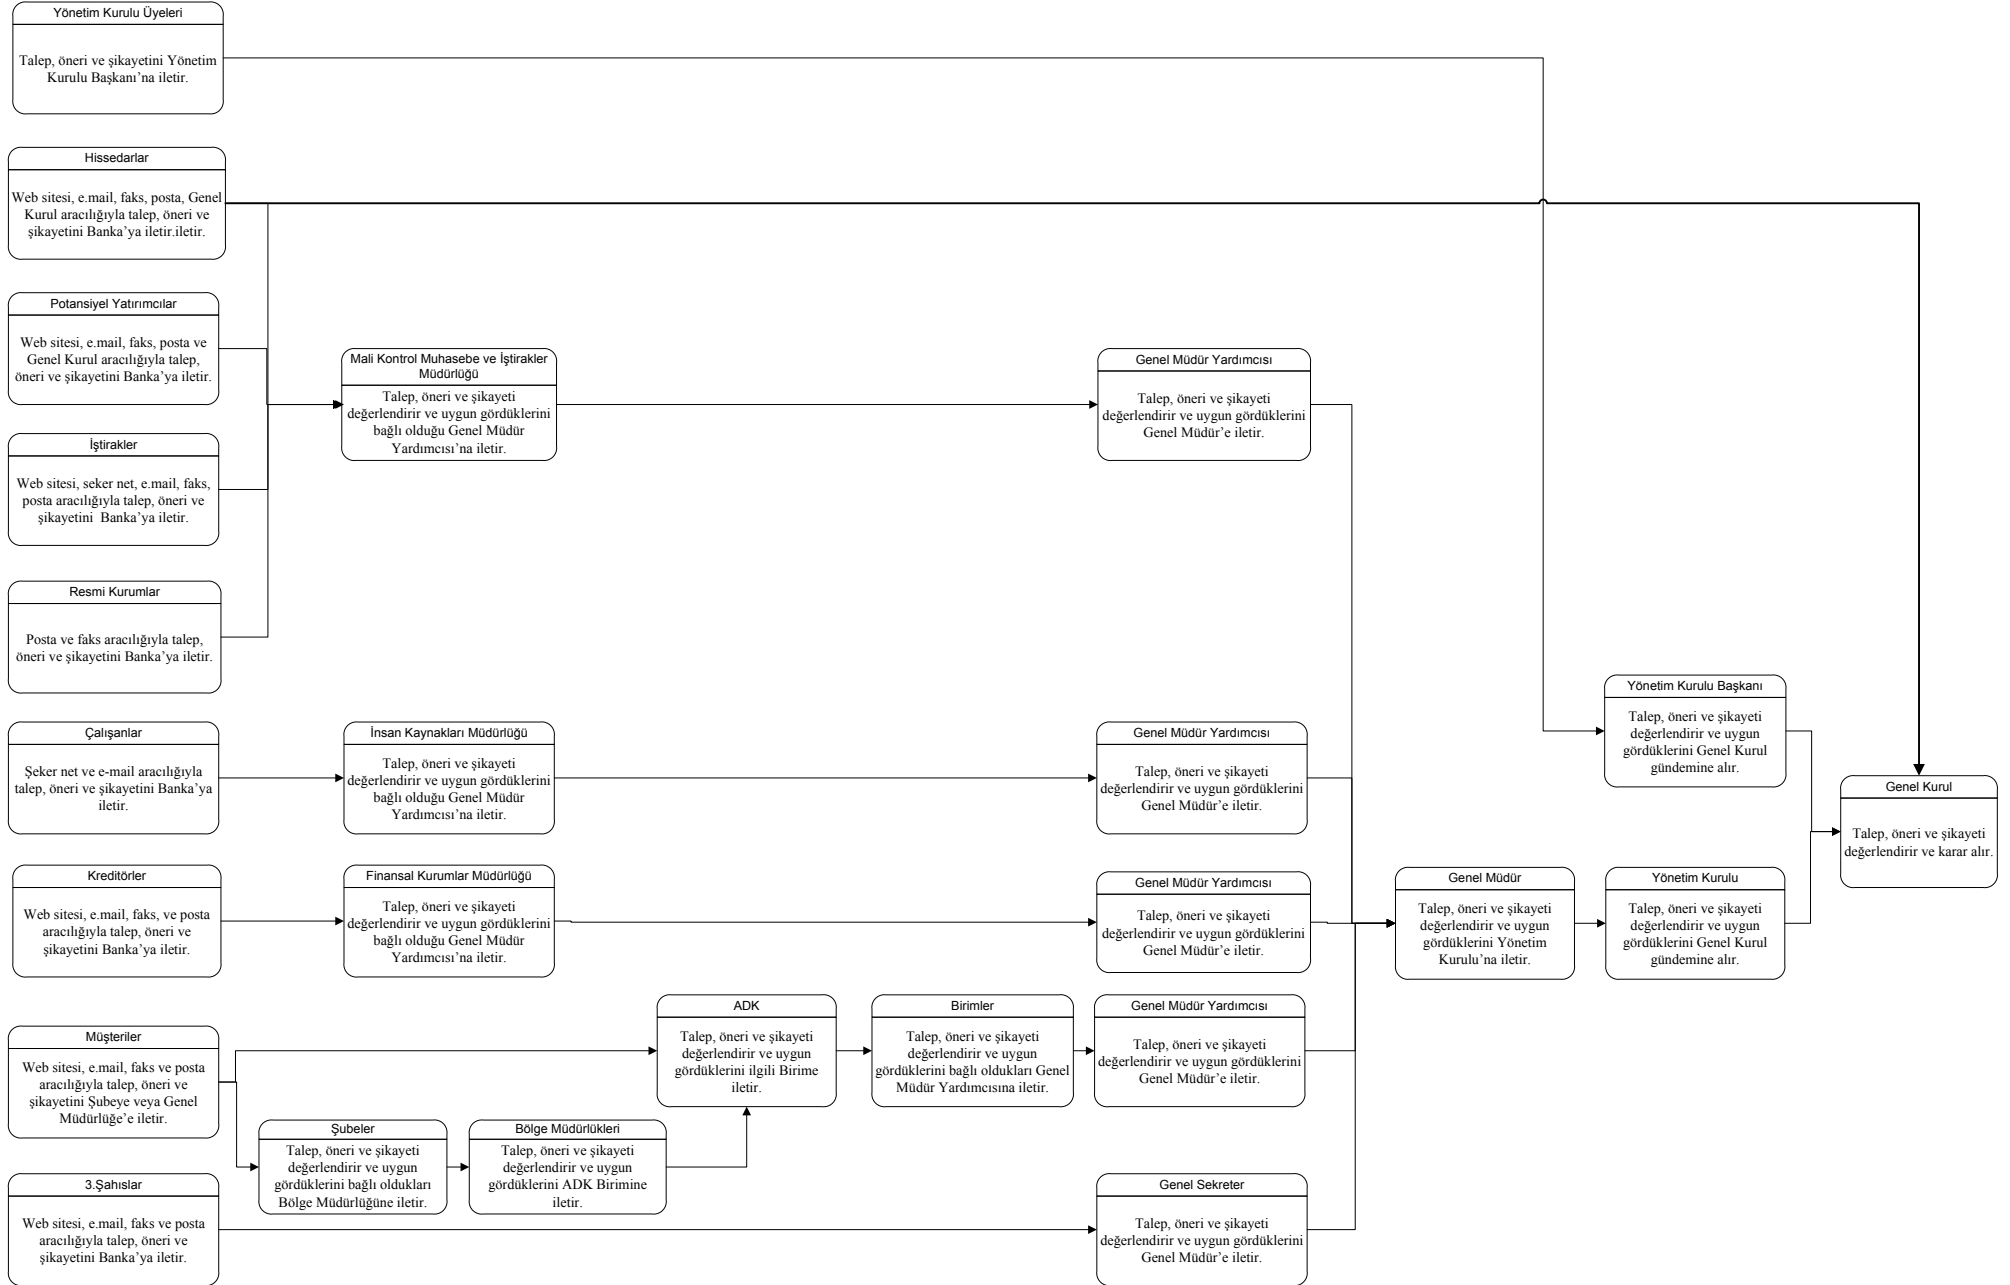 Yönetim Kurulu Üyeleri
Talep, öneri ve şikayetini Yönetim
Kurulu Başkanı’na iletir.
Hissedarlar
Web sitesi, e.mail, faks, posta, Genel
Kurul aracılığıyla talep, öneri ve
şikayetini Banka’ya iletir.iletir.
Potansiyel Yatırımcılar
Web sitesi, e.mail, faks, posta ve
Genel Kurul aracılığıyla talep,
öneri ve şikayetini Banka’ya iletir.
İştirakler
Web sitesi, seker net, e.mail, faks,
posta aracılığıyla talep, öneri ve
şikayetini Banka’ya iletir.
Resmi Kurumlar
Posta ve faks aracılığıyla talep,
öneri ve şikayetini Banka’ya iletir.
Mali Kontrol Muhasebe ve İştirakler
Müdürlüğü
Talep, öneri ve şikayeti
değerlendirir ve uygun gördüklerini
bağlı olduğu Genel Müdür
Yardımcısı’na iletir.
Genel Müdür Yardımcısı
Talep, öneri ve şikayeti
değerlendirir ve uygun gördüklerini
Genel Müdür’e iletir.
Çalışanlar
Şeker net ve e-mail aracılığıyla
talep, öneri ve şikayetini Banka’ya
iletir.
İnsan Kaynakları Müdürlüğü
Talep, öneri ve şikayeti
değerlendirir ve uygun gördüklerini
bağlı olduğu Genel Müdür
Yardımcısı’na iletir.
Genel Müdür Yardımcısı
Talep, öneri ve şikayeti
değerlendirir ve uygun gördüklerini
Genel Müdür’e iletir.
Kreditörler
Web sitesi, e.mail, faks, ve posta
aracılığıyla talep, öneri ve
şikayetini Banka’ya iletir.
Finansal Kurumlar Müdürlüğü
Talep, öneri ve şikayeti
değerlendirir ve uygun gördüklerini
bağlı olduğu Genel Müdür
Yardımcısı’na iletir.
Genel Müdür Yardımcısı
Talep, öneri ve şikayeti
değerlendirir ve uygun gördüklerini
Genel Müdür’e iletir.
Müşteriler
Web sitesi, e.mail, faks ve posta
aracılığıyla talep, öneri ve
şikayetini Şubeye veya Genel
Müdürlüğe’e iletir.
Şubeler
Talep, öneri ve şikayeti
değerlendirir ve uygun
gördüklerini bağlı oldukları
Bölge Müdürlüğüne iletir.
Bölge Müdürlükleri
Talep, öneri ve şikayeti
değerlendirir ve uygun
gördüklerini ADK Birimine
iletir.
ADK
Talep, öneri ve şikayeti
değerlendirir ve uygun
gördüklerini ilgili Birime
iletir.
Birimler
Talep, öneri ve şikayeti
değerlendirir ve uygun
gördüklerini bağlı oldukları Genel
Müdür Yardımcısına iletir.
Genel Müdür Yardımcısı
Talep, öneri ve şikayeti
değerlendirir ve uygun gördüklerini
Genel Müdür’e iletir.
3.Şahıslar
Web sitesi, e.mail, faks ve posta
aracılığıyla talep, öneri ve
şikayetini Banka’ya iletir.
Genel Sekreter
Talep, öneri ve şikayeti
değerlendirir ve uygun gördüklerini
Genel Müdür’e iletir.
Genel Müdür
Talep, öneri ve şikayeti
değerlendirir ve uygun
gördüklerini Yönetim
Kurulu’na iletir.
Yönetim Kurulu Başkanı
Talep, öneri ve şikayeti
değerlendirir ve uygun
gördüklerini Genel Kurul
gündemine alır.
Yönetim Kurulu
Talep, öneri ve şikayeti
değerlendirir ve uygun
gördüklerini Genel Kurul
gündemine alır.
Genel Kurul
Talep, öneri ve şikayeti
değerlendirir ve karar alır.